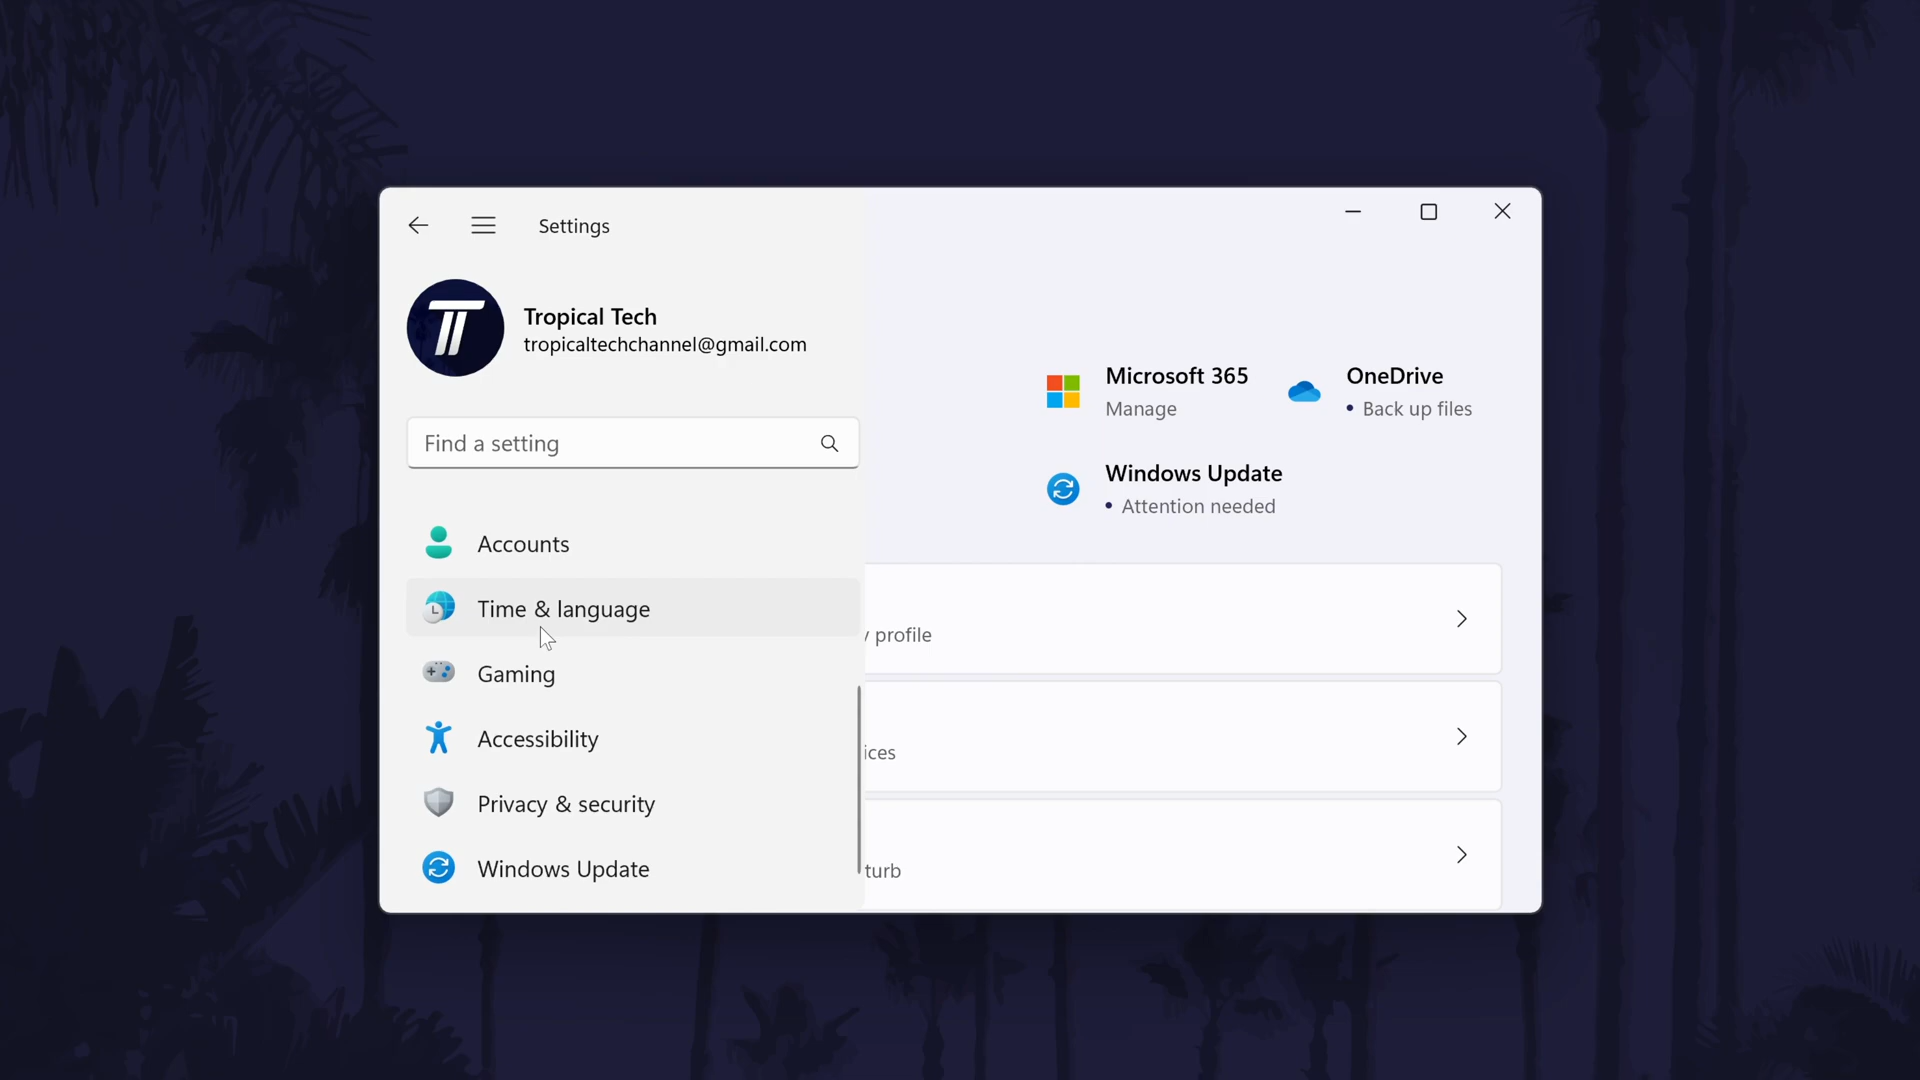 Settings
Tropical Tech
tropicaltechchannel@gmail.com
Find a setting
Accounts
Time & language
Gaming
Accessibility
Privacy & security
Windows Update
Microsoft 365
Manage
OneDrive
• Back up files
Windows Update
• Attention needed
profile
ices
turb